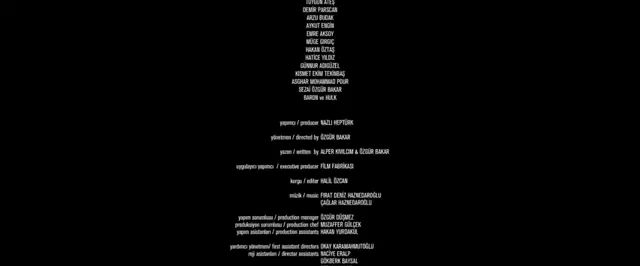 TUYGUN ATEŞ
DEMİR PARSCAN
ARZU BUDAK
AYKUT ENGİN
EMRE AKSOY
MÜGE GIRGIÇ
HAKAN ÖZTAŞ
HATİCE YILDIZ
GÜNNUR ADIGÜZEL
KISMET EKİM TEKİNBAŞ
ASGHAR MOHAMMAD POUR
SEZAİ ÖZGÜR BAKAR
BARON ve HULK
yapımcı / producer NAZLI HEPTÜRK
yönetmen / directed by ÖZGÜR BAKAR
yazan / written by ALPER KIVILCIM & ÖZGÜR BAKAR
uygulayıcı yapımcı / executive producer FİLM FABRİKASI
kurgu / editor HALİL ÖZCAN
müzik / music FIRAT DENİZ HAZNEDAROĞLU
ÇAĞLAR HAZNEDAROĞLU
yapım sorumlusu / production manager ÖZGÜR DÜŞMEZ
prodüksiyon sorumlusu / production chef MUZAFFER GÜLÇEK
yapım asistanları / production assistants HAKAN YURDAKUL
yardımcı yönetmen/ first assistant directors OKAY KARAMAHMUTOĞLU
reji asistanları / director assistants NACİYE ERALP
GÖKBERK BAYSAL